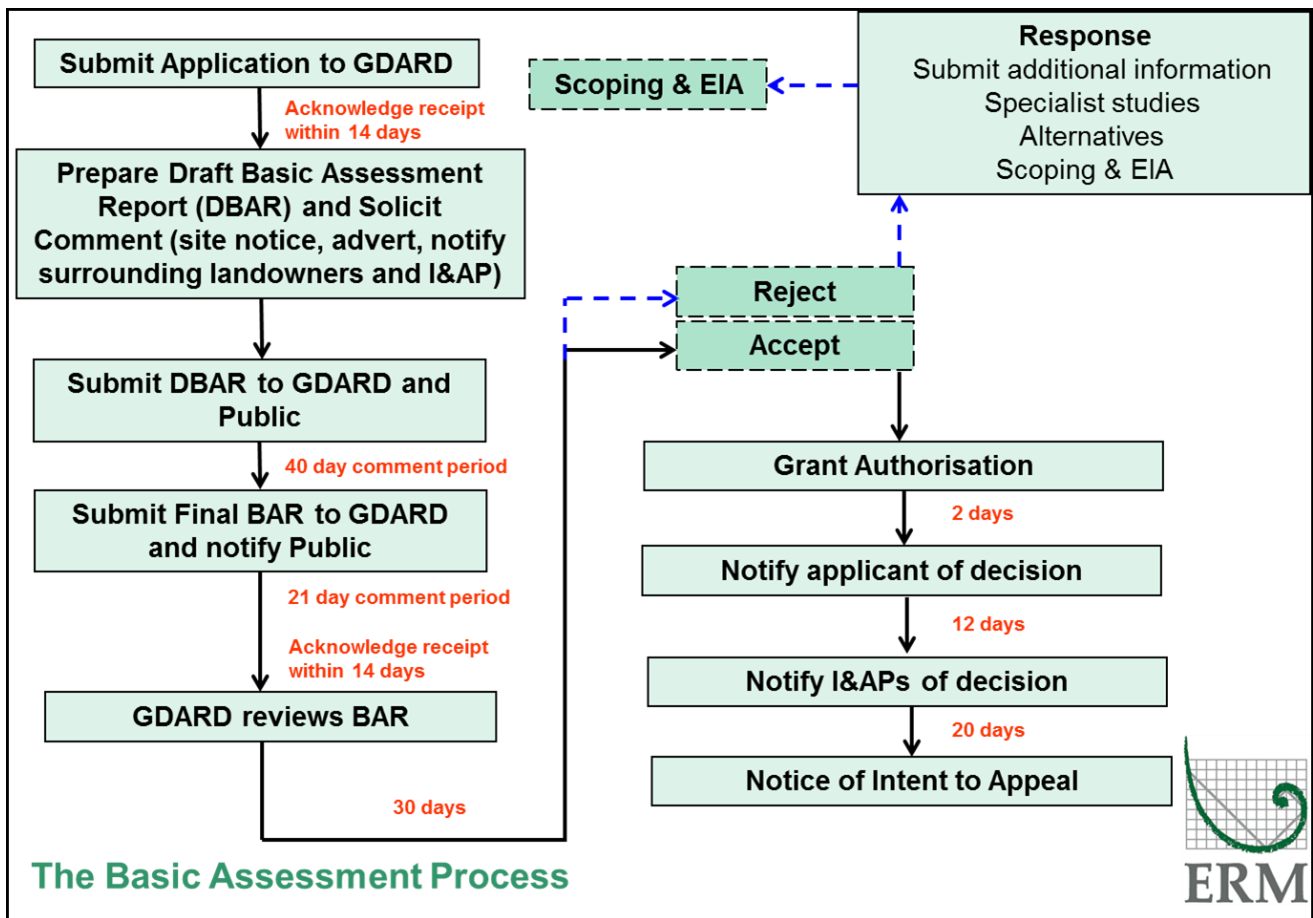 Submit Application to GDARD
Acknowledge receipt
within 14 days
Prepare Draft Basic Assessment
Report (DBAR) and Solicit
Comment (site notice, advert, notify
surrounding landowners and I&AP)
Submit DBAR to GDARD and
Public
40 day comment period
Submit Final BAR to GDARD
and notify Public
21 day comment period
Acknowledge receipt
within 14 days
GDARD reviews BAR
30 days
Scoping & EIA
Response
Submit additional information
Specialist studies
Alternatives
Scoping & EIA
Reject
Accept
Grant Authorisation
2 days
Notify applicant of decision
12 days
Notify I&APs of decision
20 days
Notice of Intent to Appeal
The Basic Assessment Process
ERM